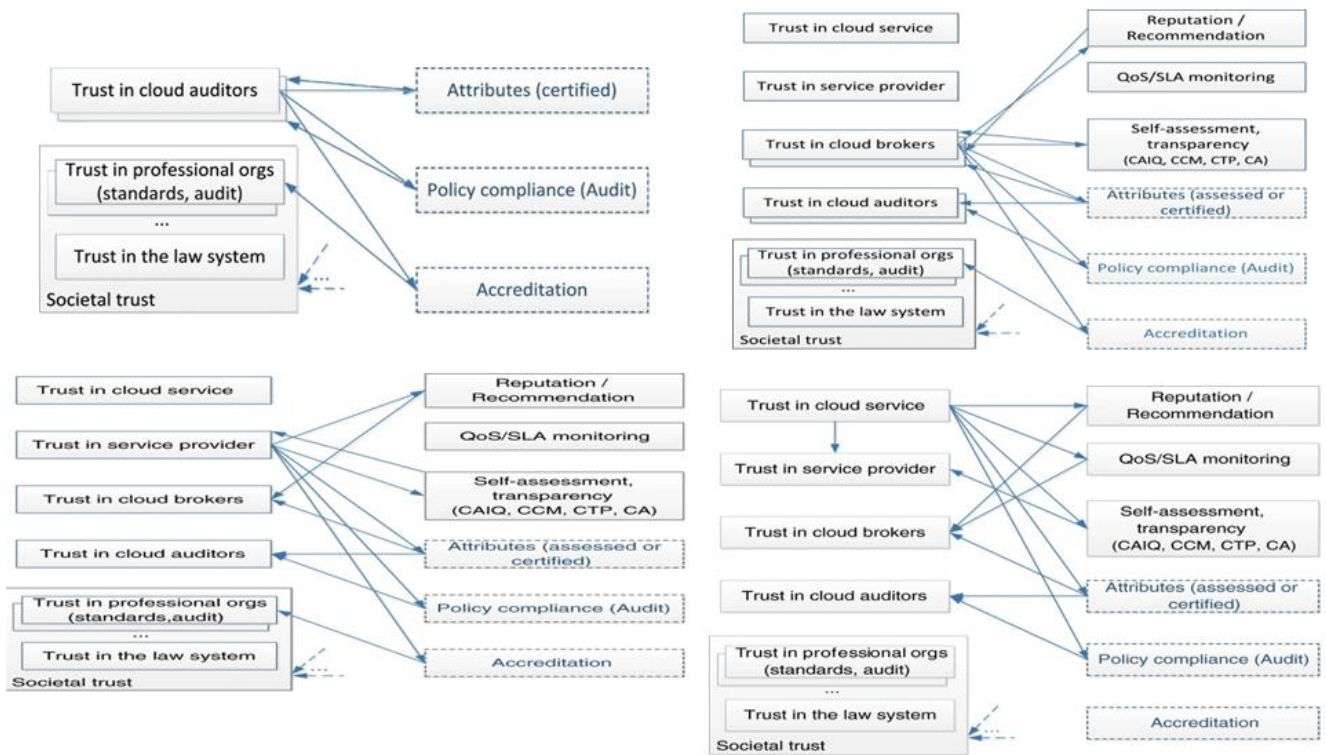 Trust in cloud auditors
Attributes (certified)
Trust in professional orgs
(standards, audit)
...
Policy compliance (Audit)
Trust in the law system
...
Societal trust
Accreditation
Trust in cloud service
Reputation /
Recommendation
Trust in service provider
QoS/SLA monitoring
Trust in cloud brokers
Self-assessment,
transparency
(CAIQ, CCM, CTP, CA)
Trust in cloud auditors
Attributes (assessed or
certified)
Trust in professional orgs
(standards, audit)
...
Policy compliance (Audit)
Trust in the law system
...
Societal trust
Accreditation
Trust in cloud service
Reputation /
Recommendation
Trust in service provider
QoS/SLA monitoring
Trust in cloud brokers
Self-assessment,
transparency
(CAIQ, CCM, CTP, CA)
Trust in cloud auditors
Attributes (assessed or
certified)
Trust in professional orgs
(standards,audit)
...
Policy compliance (Audit)
Trust in the law system
...
Societal trust
Accreditation
Trust in cloud service
Reputation /
Recommendation
Trust in service provider
QoS/SLA monitoring
Trust in cloud brokers
Self-assessment,
transparency
(CAIQ, CCM, CTP, CA)
Trust in cloud auditors
Attributes (assessed or
certified)
Trust in professional orgs
(standards, audit)
...
Policy compliance (Audit)
Trust in the law system
...
Societal trust
Accreditation